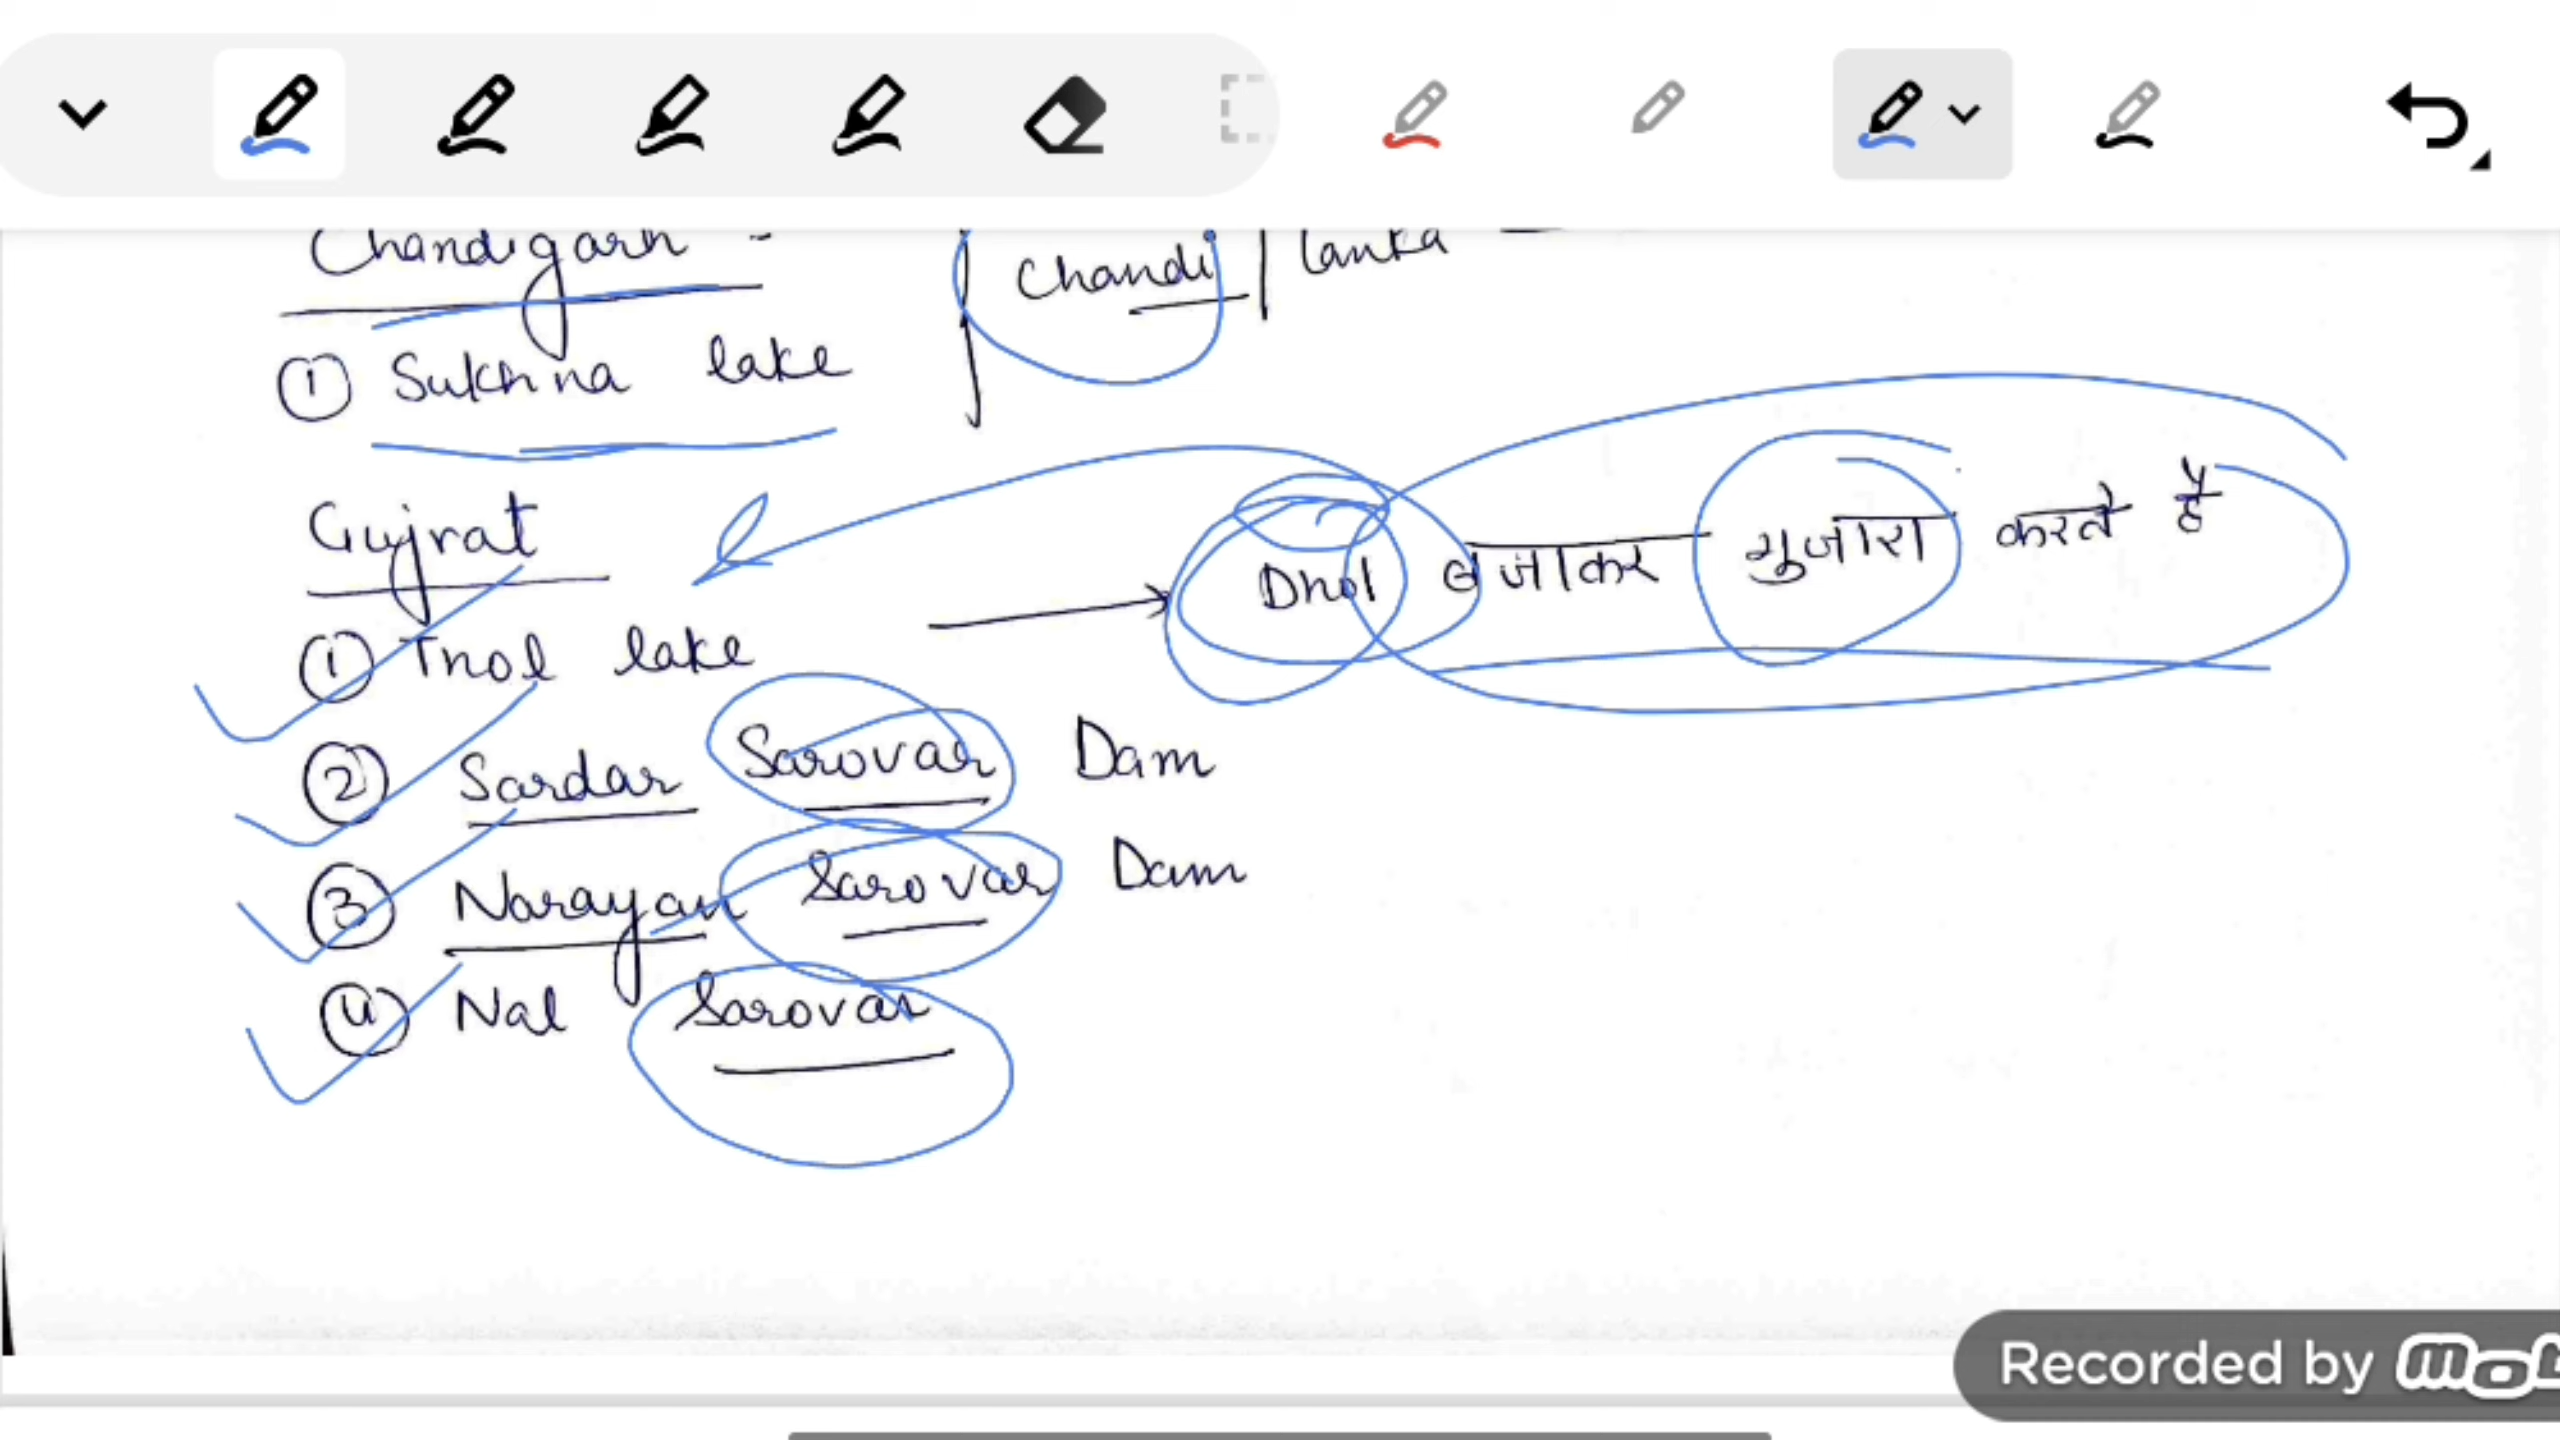 Chandigarh - | Chandi | lanka —
① Sukhna lake
Gujrat
① Thol lake → Dhol बजाकर गुजारा करते है
② Sardar Sarovar Dam
③ Narayan Sarovar Dam
④ Nal Sarovar
Recorded by